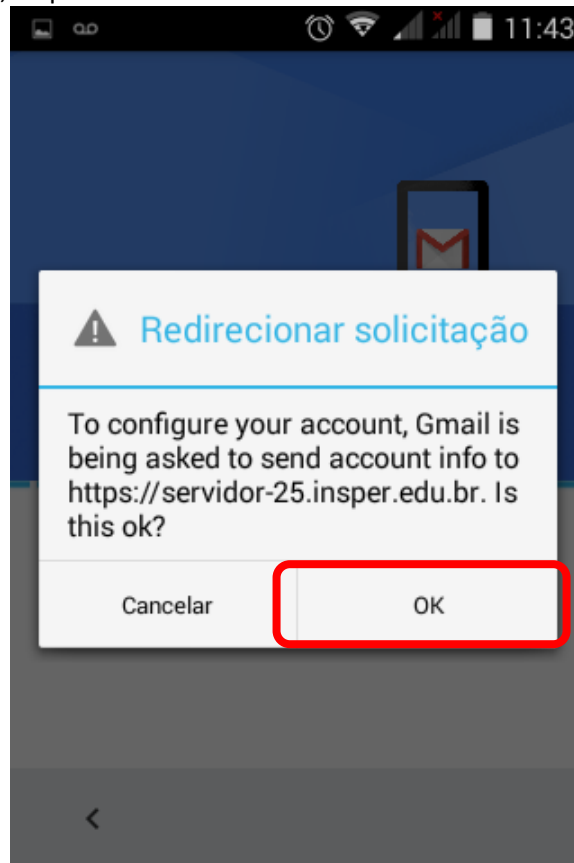 11:43
Redirecionar solicitação
To configure your account, Gmail is
being asked to send account info to
https://servidor-25.insper.edu.br. Is
this ok?
Cancelar
OK